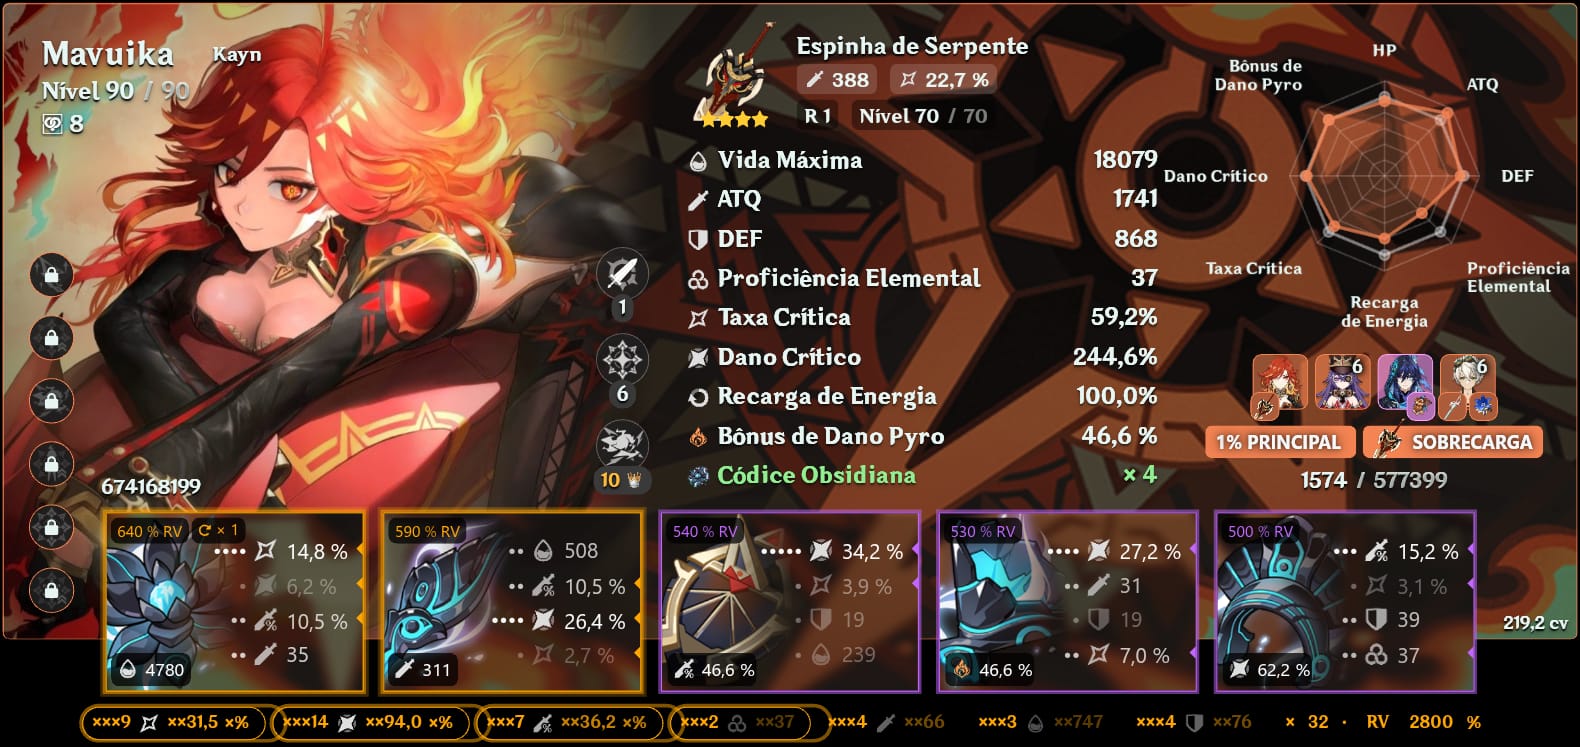 Mavuika Kayn
Nível 90 / 90
8
Espinha de Serpente
388 22,7 %
R 1 Nível 70 / 70
Vida Máxima 18079
ATQ 1741
DEF 868
Proficiência Elemental 37
Taxa Crítica 59,2%
Dano Crítico 244,6%
Recarga de Energia 100,0%
Bônus de Dano Pyro 46,6 %
Códice Obsidiana × 4
1
6
10
HP
ATQ
DEF
Proficiência
Elemental
Recarga
de Energia
Taxa Crítica
Dano Crítico
Bônus de
Dano Pyro
6 6
1% PRINCIPAL SOBRECARGA
1574 / 577399
219,2 cv
674168199
640 % RV × 1
•••• 14,8 %
• 6,2 %
•• 10,5 %
•• 35
4780
590 % RV
•• 508
•• 10,5 %
•••• 26,4 %
• 2,7 %
311
540 % RV
••••• 34,2 %
• 3,9 %
• 19
• 239
46,6 %
530 % RV
•••• 27,2 %
•• 31
• 19
•• 7,0 %
46,6 %
500 % RV
••• 15,2 %
• 3,1 %
•• 39
•• 37
62,2 %
×××9 ××31,5 ×% ×××14 ××94,0 ×% ×××7 ××36,2 ×% ×××2 ××37 ×××4 ××66 ×××3 ××747 ×××4 ××76 × 32 · RV 2800 %